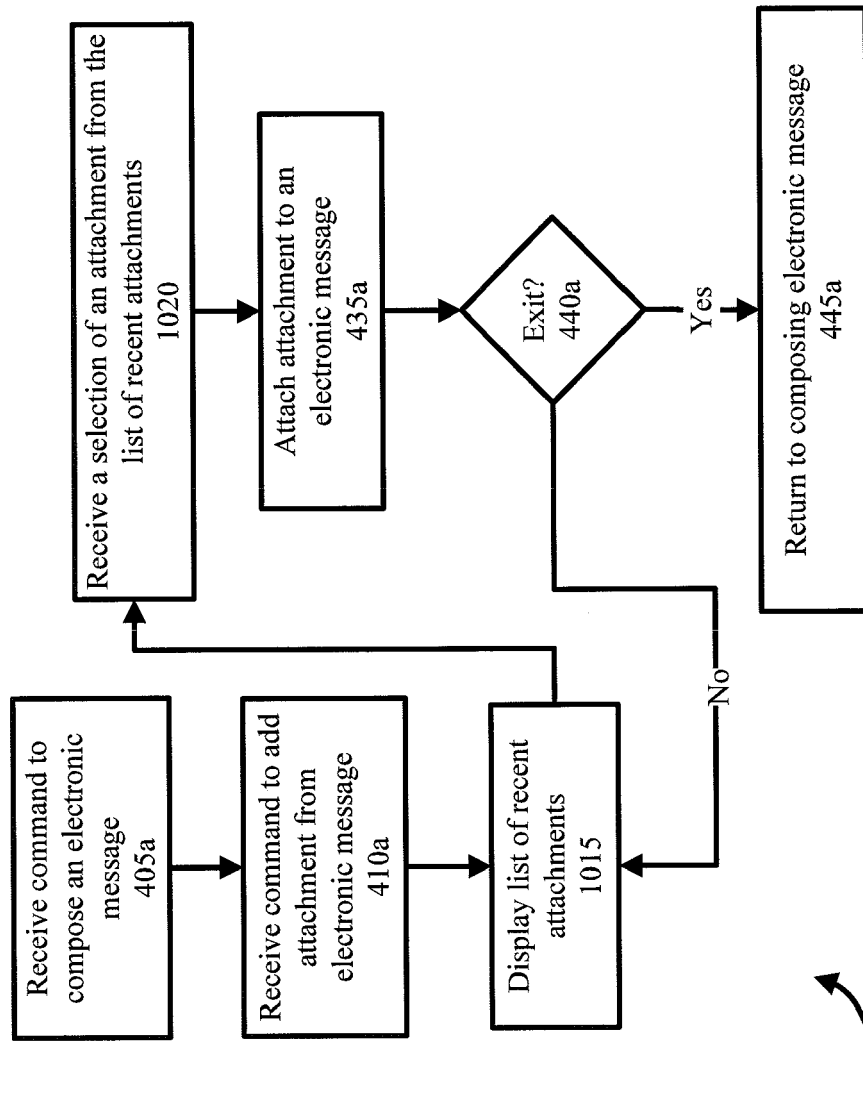 Receive command to
compose an electronic
message
405a
Receive command to add
attachment from
electronic message
410a
Display list of recent
attachments
1015
Receive a selection of an attachment from the
list of recent attachments
1020
Attach attachment to an
electronic message
435a
Exit?
440a
No
Yes
Return to composing electronic message
445a